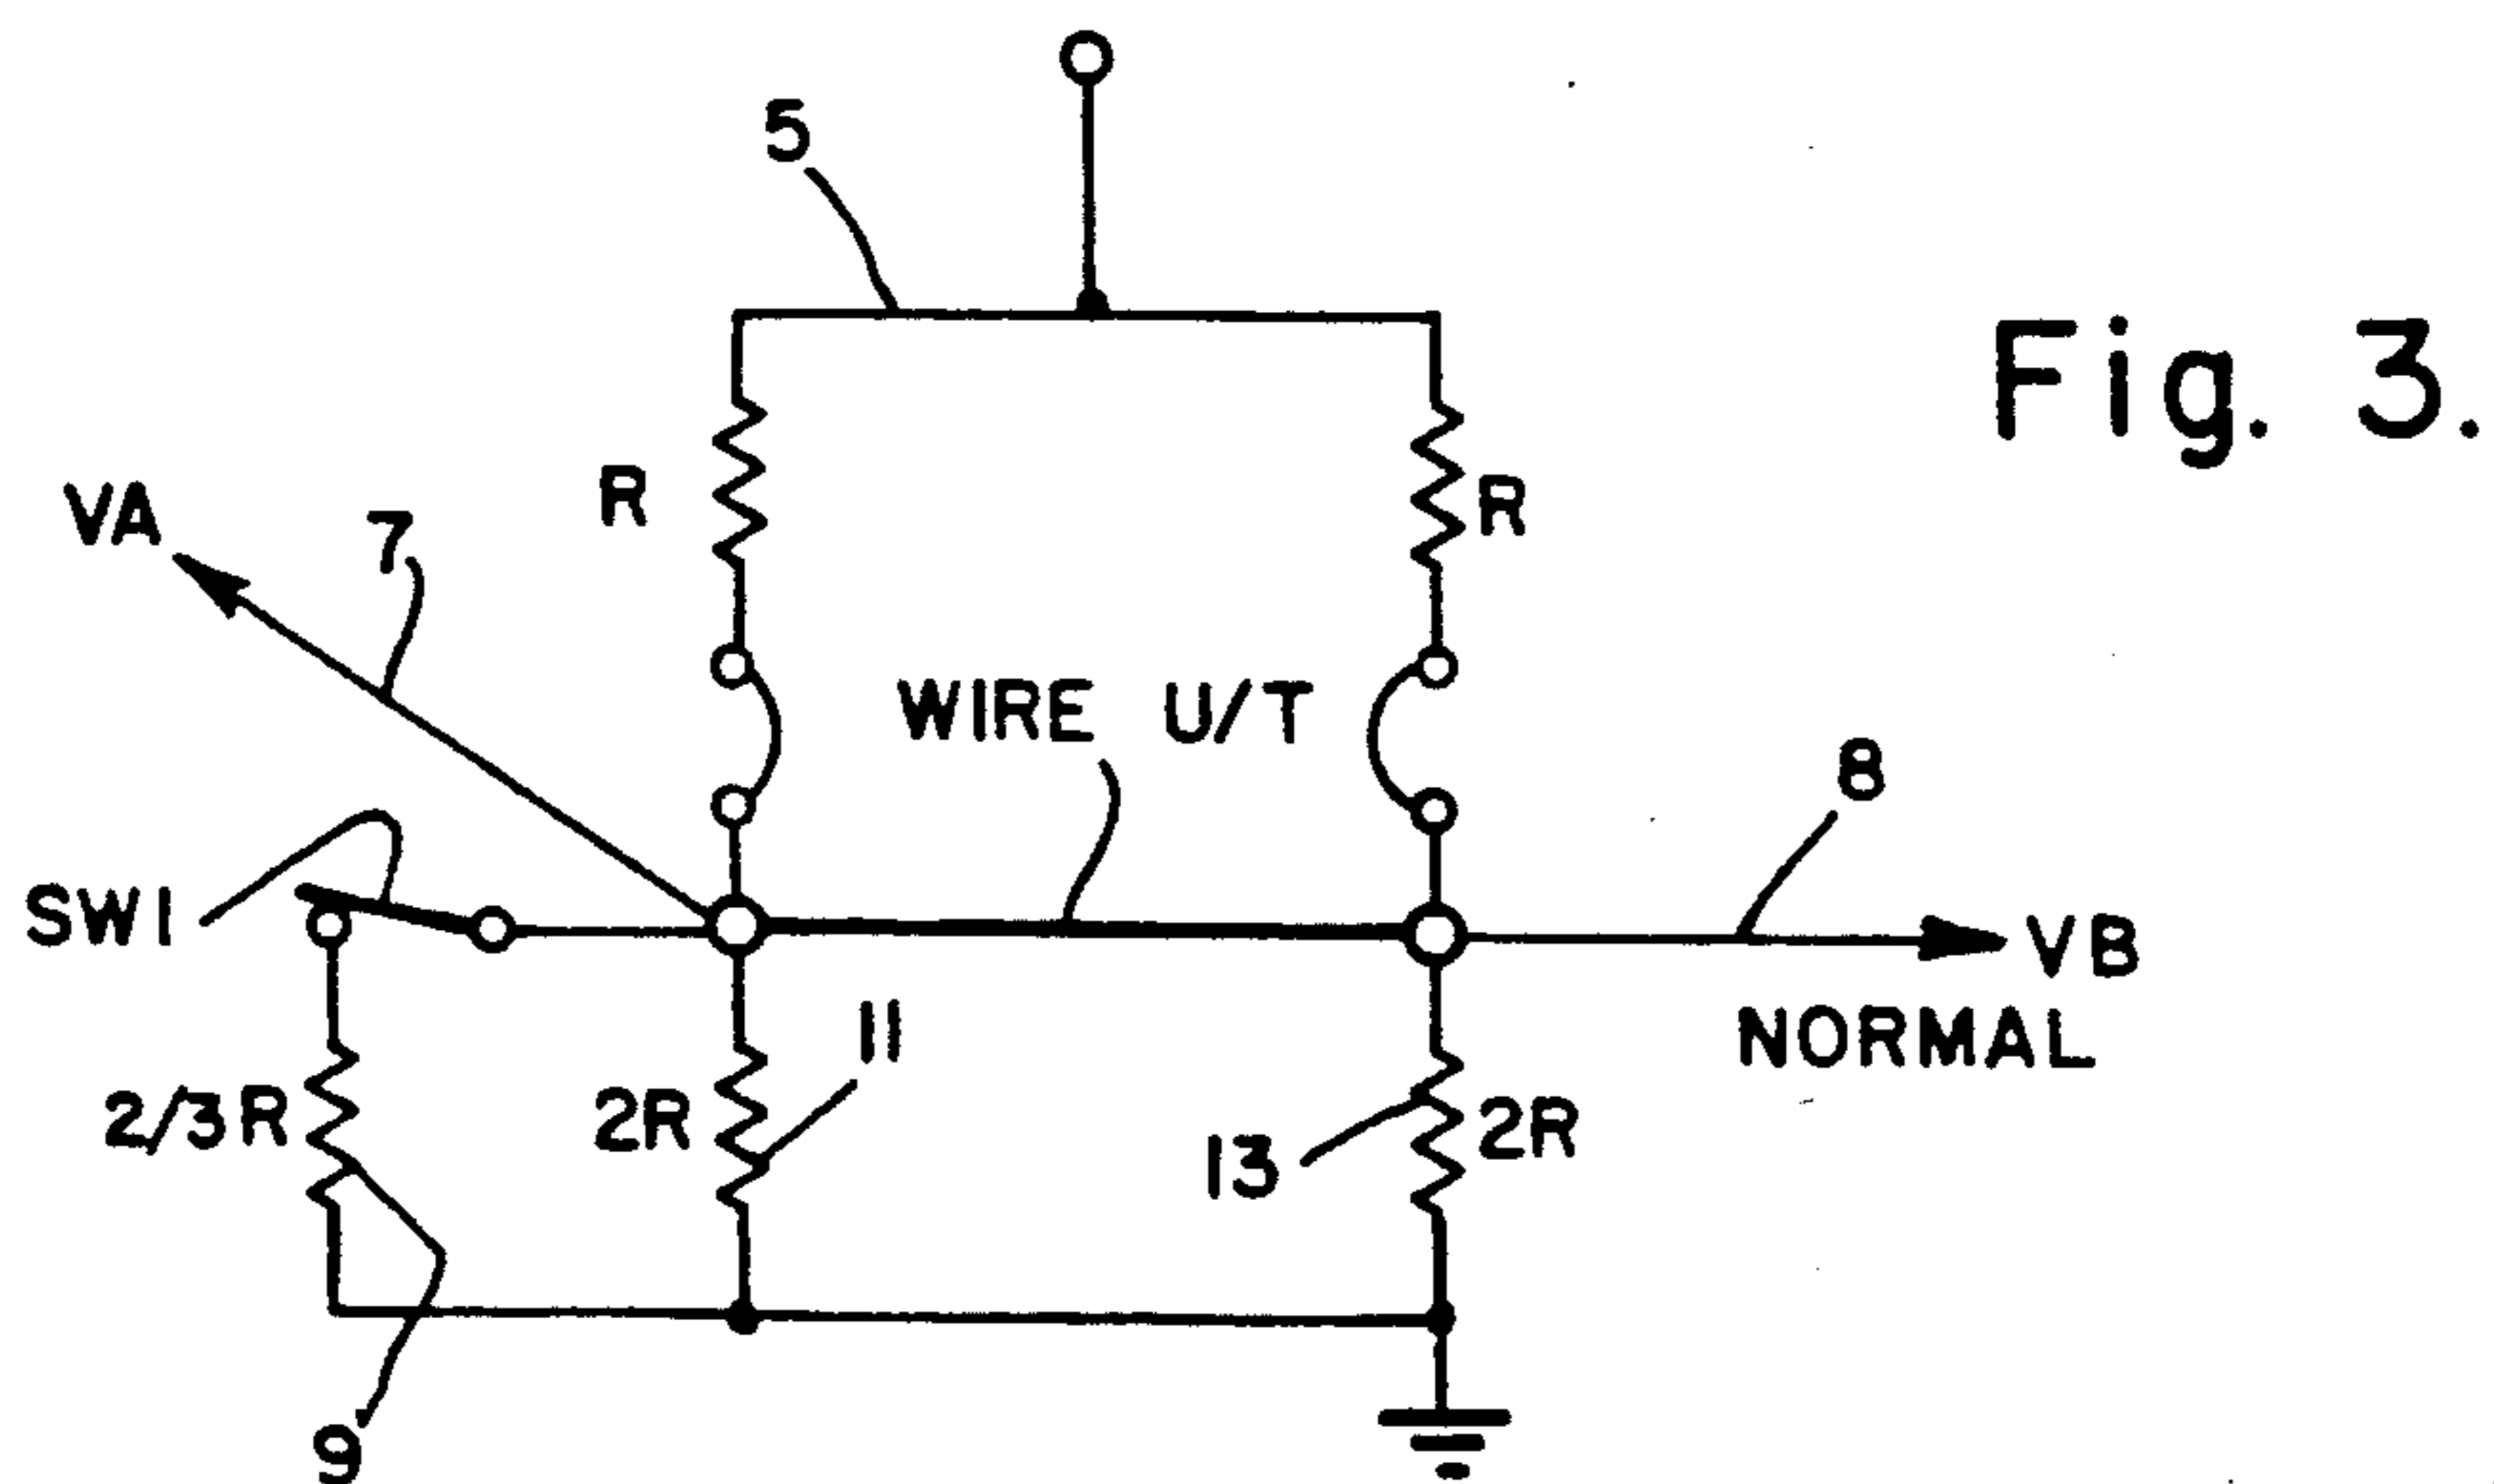 5
Fig. 3.
R
R
VA
7
WIRE U/T
8
SW1
VB
NORMAL
11
2/3R
2R
13
2R
9